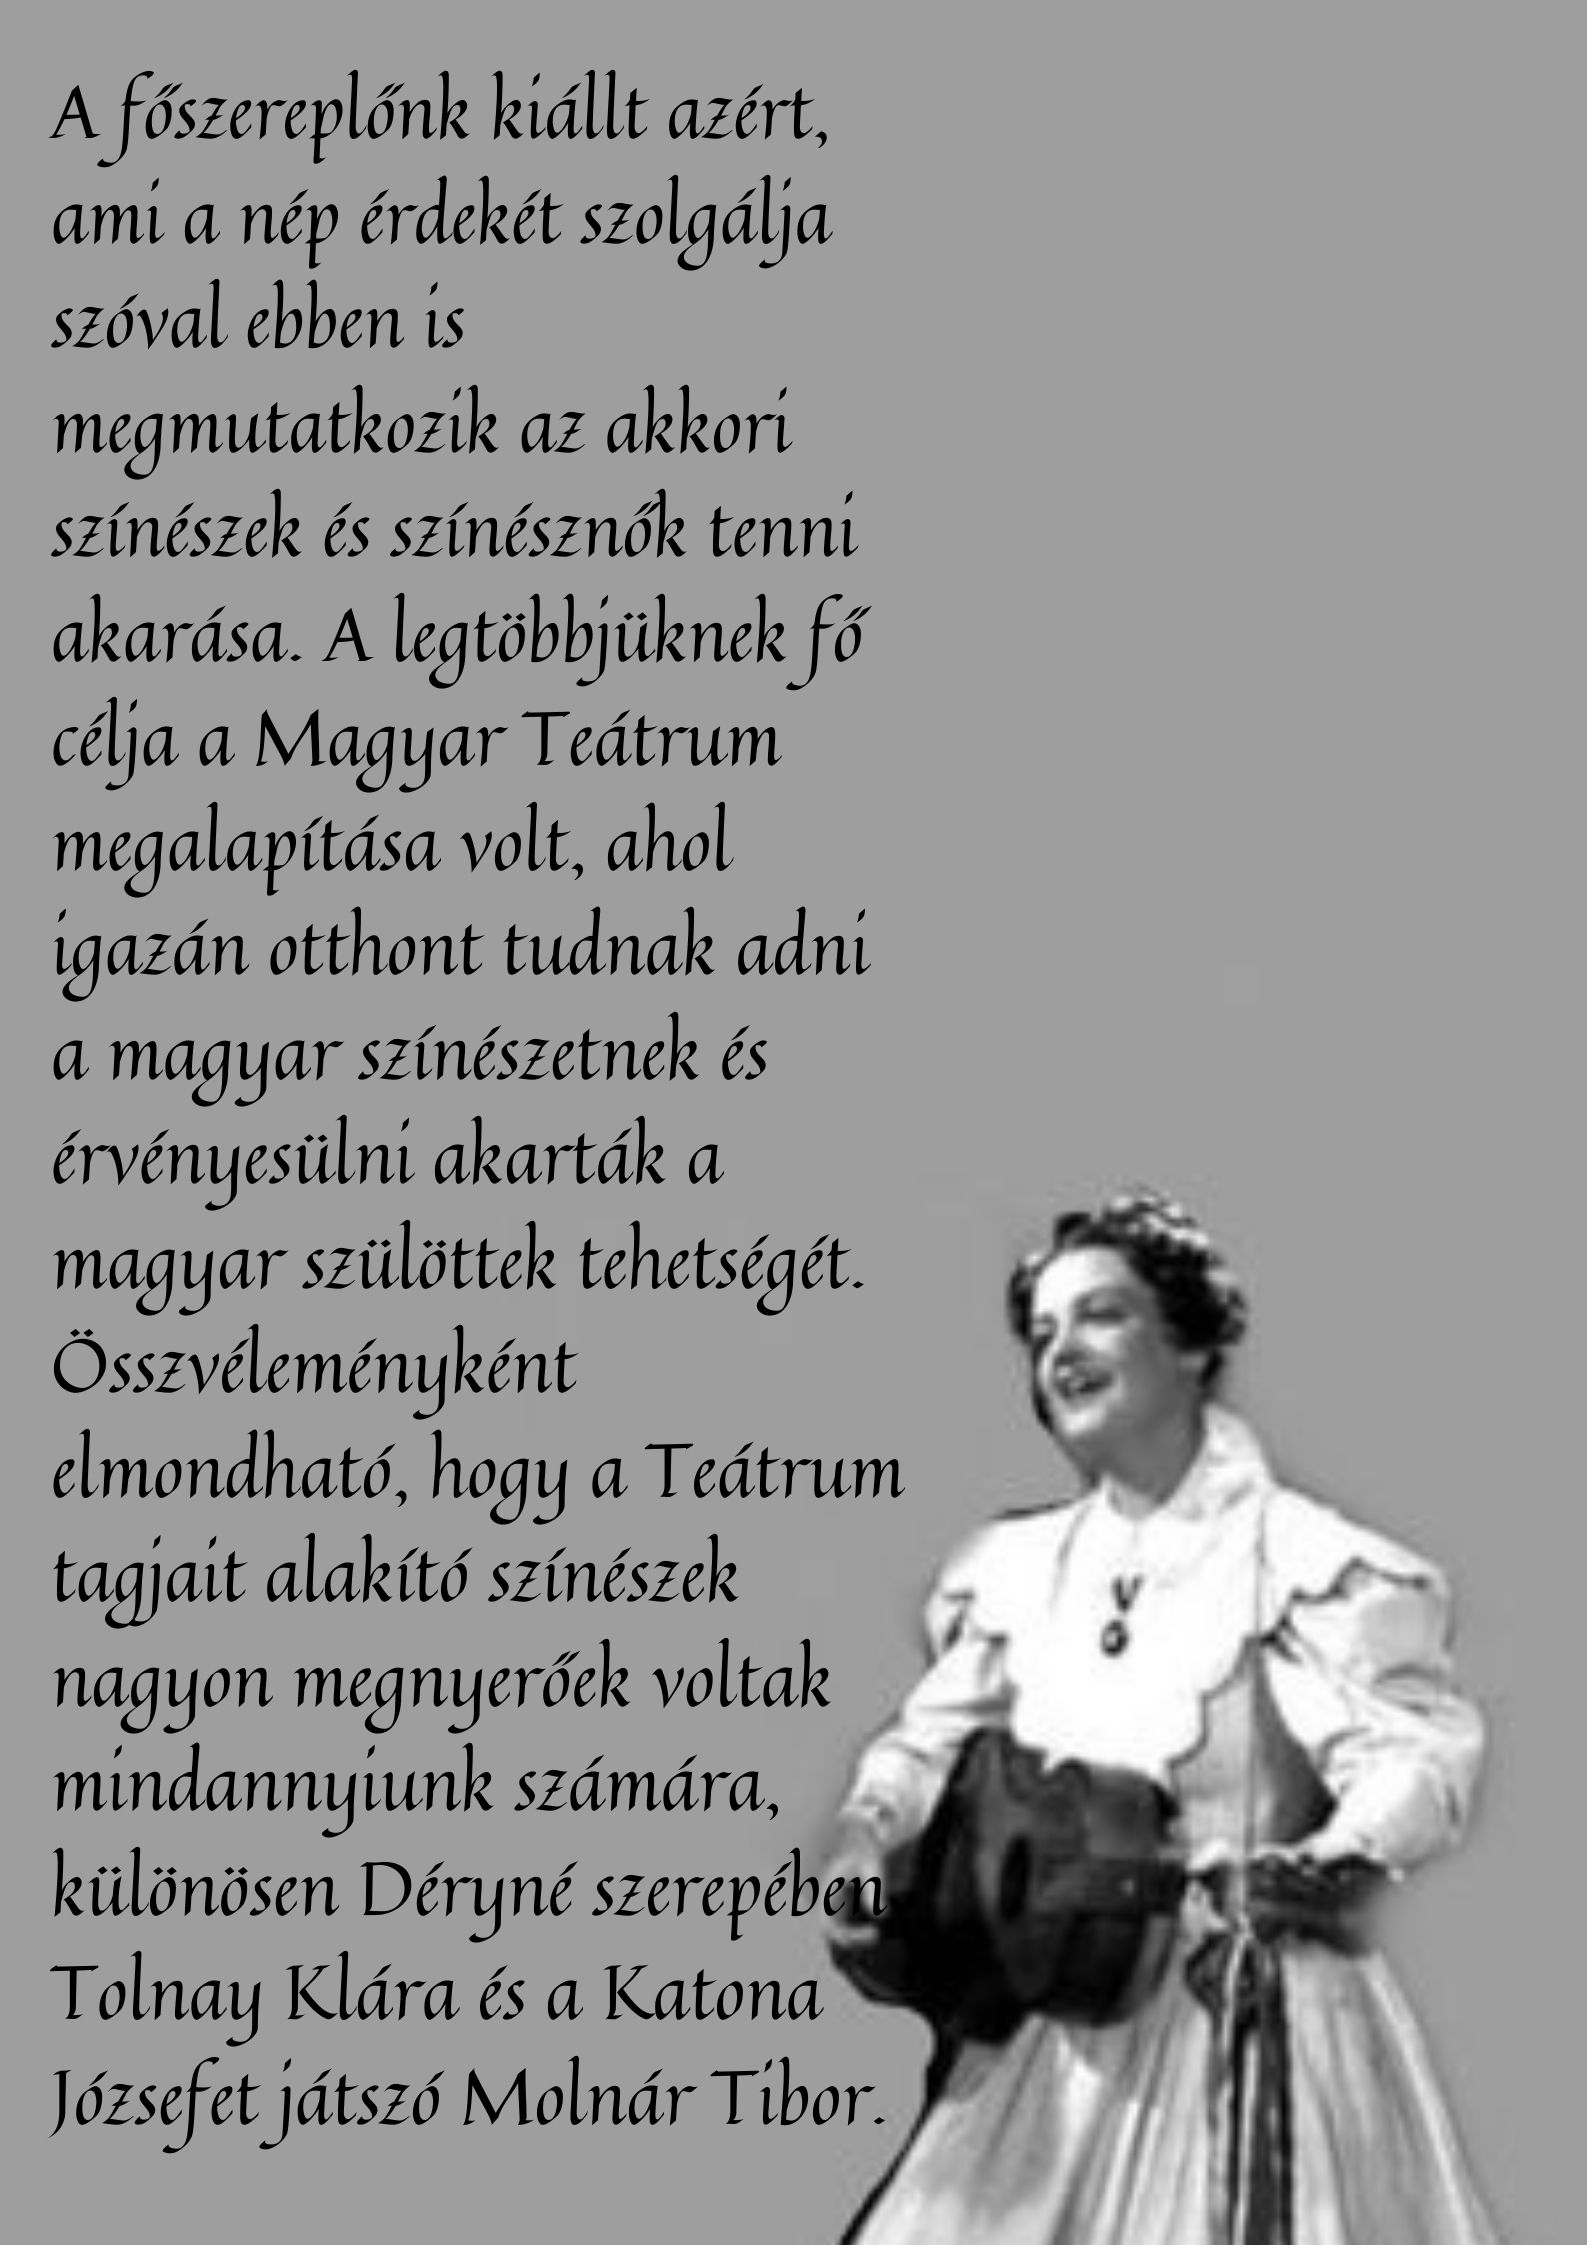 A főszereplőnk kiállt azért,
ami a nép érdekét szolgálja
szóval ebben is
megmutatkozik az akkori
színészek és színésznők tenni
akarása. A legtöbbjüknek fő
célja a Magyar Teátrum
megalapítása volt, ahol
igazán otthont tudnak adni
a magyar színészetnek és
érvényesülni akarták a
magyar szülöttek tehetségét.
Összvéleményként
elmondható, hogy a Teátrum
tagjait alakító színészek
nagyon megnyerőek voltak
mindannyiunk számára,
különösen Déryné szerepében
Tolnay Klára és a Katona
Józsefet játszó Molnár Tibor.